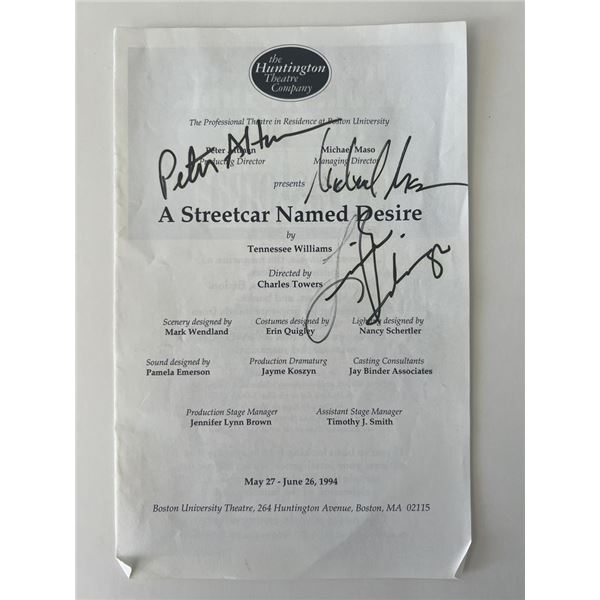 the
Huntington
Theatre
Company
The Professional Theatre in Residence at Boston University
Peter Altman Michael Maso
Producing Director Managing Director
Peter Altman
Michael Maso
presents
A Streetcar Named Desire
by
Tennessee Williams
Directed by
Charles Towers
Scenery designed by Costumes designed by Lighting designed by
Mark Wendland Erin Quigley Nancy Schertler
Sound designed by Production Dramaturg Casting Consultants
Pamela Emerson Jayme Koszyn Jay Binder Associates
Production Stage Manager Assistant Stage Manager
Jennifer Lynn Brown Timothy J. Smith
May 27 - June 26, 1994
Boston University Theatre, 264 Huntington Avenue, Boston, MA 02115